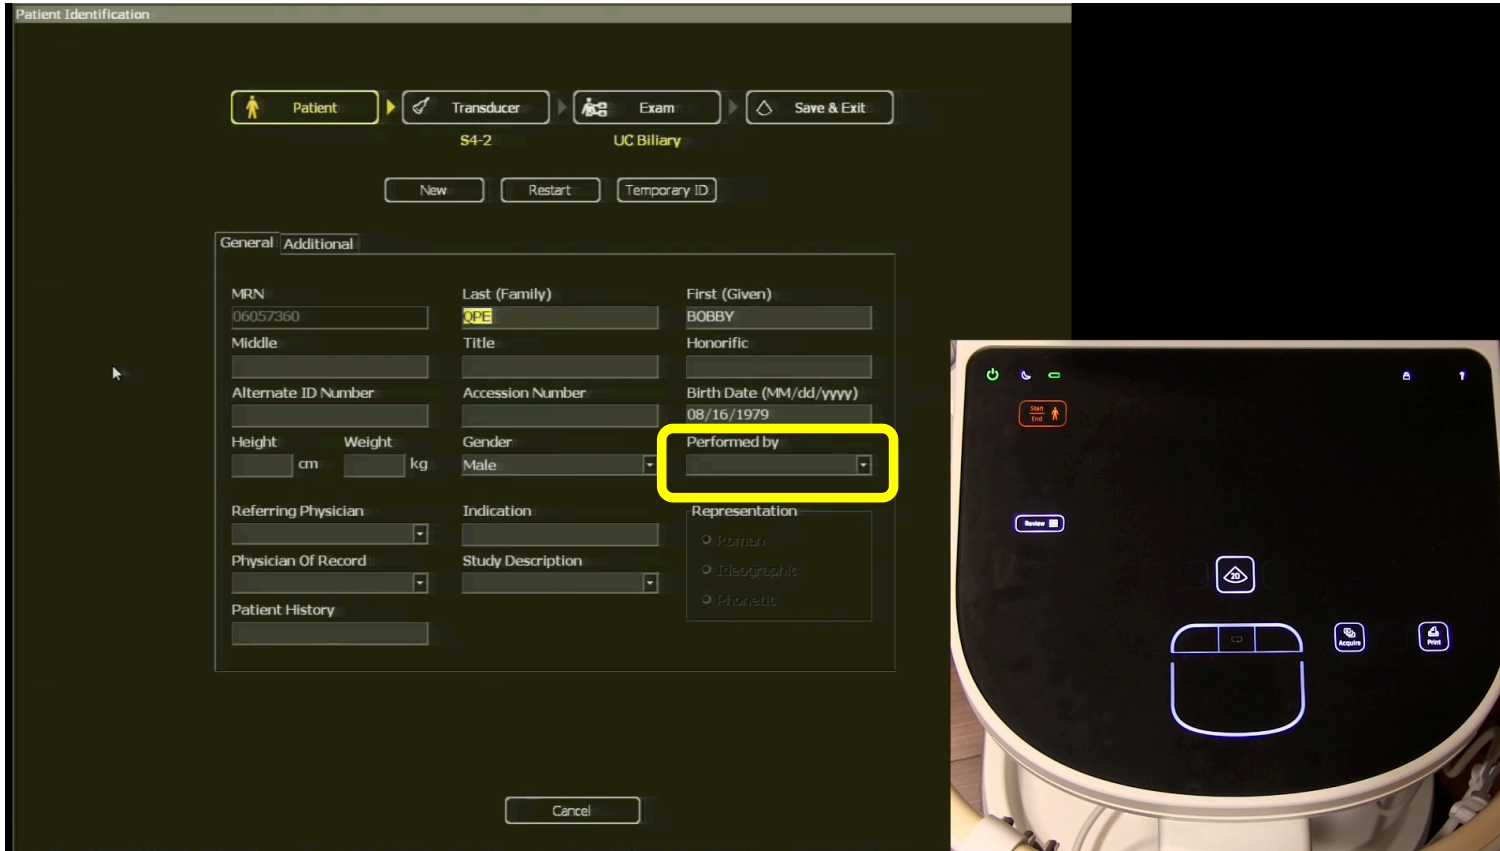 Patient Identification
Patient Transducer Exam Save & Exit
S4-2 UC Biliary
New Restart Temporary ID
General Additional
MRN Last (Family) First (Given)
06057360 QPE BOBBY
Middle Title Honorific
Alternate ID Number Accession Number Birth Date (MM/dd/yyyy)
08/16/1979
Height Weight Gender Performed by
cm kg Male
Referring Physician Indication Representation
Roman
Physician Of Record Study Description Ideographic
Phonetic
Patient History
Cancel
Start
End
Review
2D
Acquire
Print